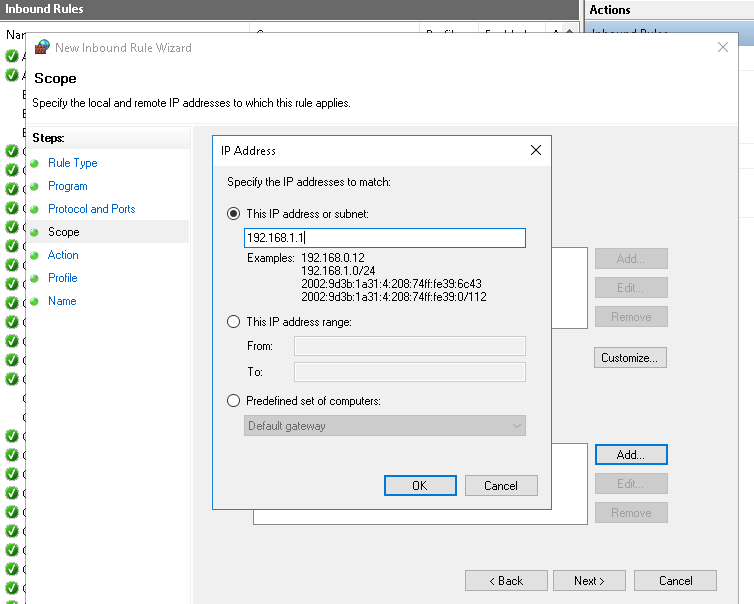 Inbound Rules
Actions
New Inbound Rule Wizard
Scope
Specify the local and remote IP addresses to which this rule applies.
Steps:
Rule Type
Program
Protocol and Ports
Scope
Action
Profile
Name
IP Address
Specify the IP addresses to match:
This IP address or subnet:
192.168.1.1
Examples: 192.168.0.12
192.168.1.0/24
2002:9d3b:1a31:4:208:74ff:fe39:6c43
2002:9d3b:1a31:4:208:74ff:fe39:0/112
This IP address range:
From:
To:
Predefined set of computers:
Default gateway
OK Cancel
Add...
Edit...
Remove
Customize...
Add...
Edit...
Remove
< Back Next > Cancel